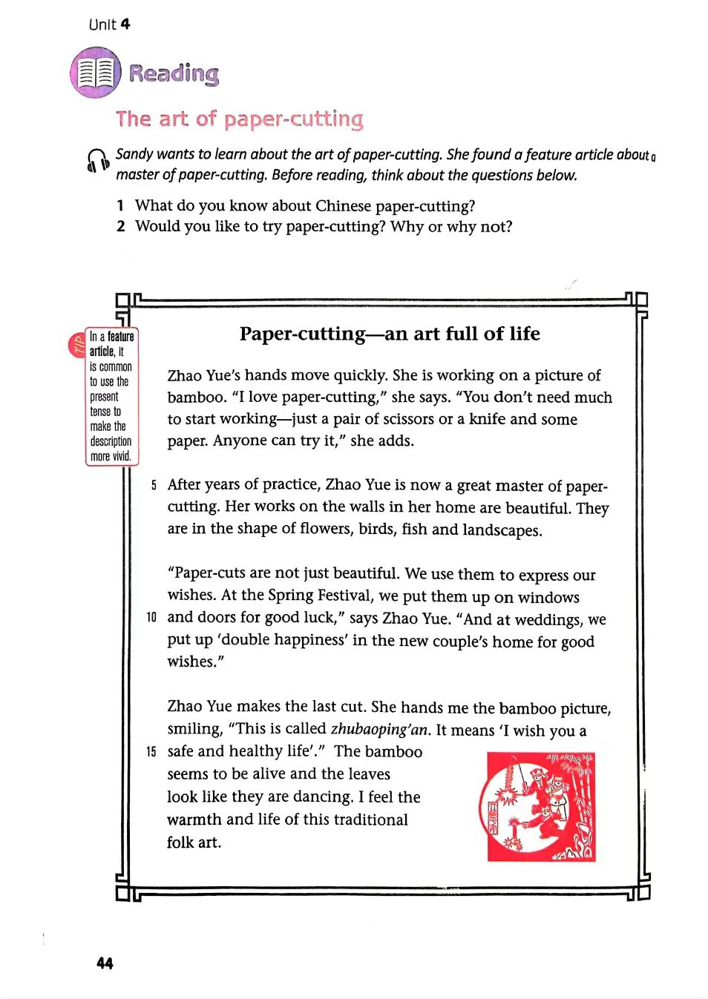 Unit 4
Reading
The art of paper-cutting
Sandy wants to learn about the art of paper-cutting. She found a feature article about a
master of paper-cutting. Before reading, think about the questions below.
1 What do you know about Chinese paper-cutting?
2 Would you like to try paper-cutting? Why or why not?
TIP
In a feature
article, it
is common
to use the
present
tense to
make the
description
more vivid.
Paper-cutting—an art full of life
Zhao Yue's hands move quickly. She is working on a picture of
bamboo. "I love paper-cutting," she says. "You don't need much
to start working—just a pair of scissors or a knife and some
paper. Anyone can try it," she adds.
5 After years of practice, Zhao Yue is now a great master of paper-
cutting. Her works on the walls in her home are beautiful. They
are in the shape of flowers, birds, fish and landscapes.
"Paper-cuts are not just beautiful. We use them to express our
wishes. At the Spring Festival, we put them up on windows
10 and doors for good luck," says Zhao Yue. "And at weddings, we
put up 'double happiness' in the new couple's home for good
wishes."
Zhao Yue makes the last cut. She hands me the bamboo picture,
smiling, "This is called zhubaoping'an. It means 'I wish you a
15 safe and healthy life'." The bamboo
seems to be alive and the leaves
look like they are dancing. I feel the
warmth and life of this traditional
folk art.
44